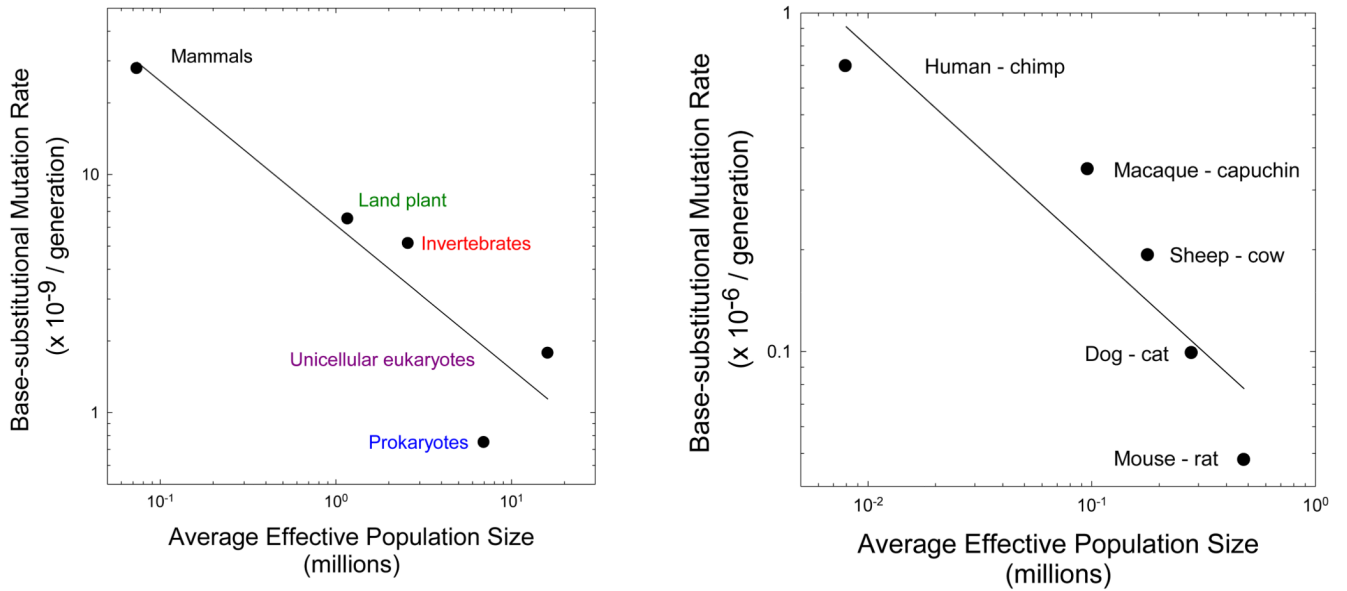 Base-substitutional Mutation Rate
(x 10⁻⁹ / generation)
10
1
Mammals
Land plant
Invertebrates
Unicellular eukaryotes
Prokaryotes
10⁻¹
10⁰
10¹
Average Effective Population Size
(millions)
Base-substitutional Mutation Rate
(x 10⁻⁶ / generation)
1
0.1
Human - chimp
Macaque - capuchin
Sheep - cow
Dog - cat
Mouse - rat
10⁻²
10⁻¹
10⁰
Average Effective Population Size
(millions)